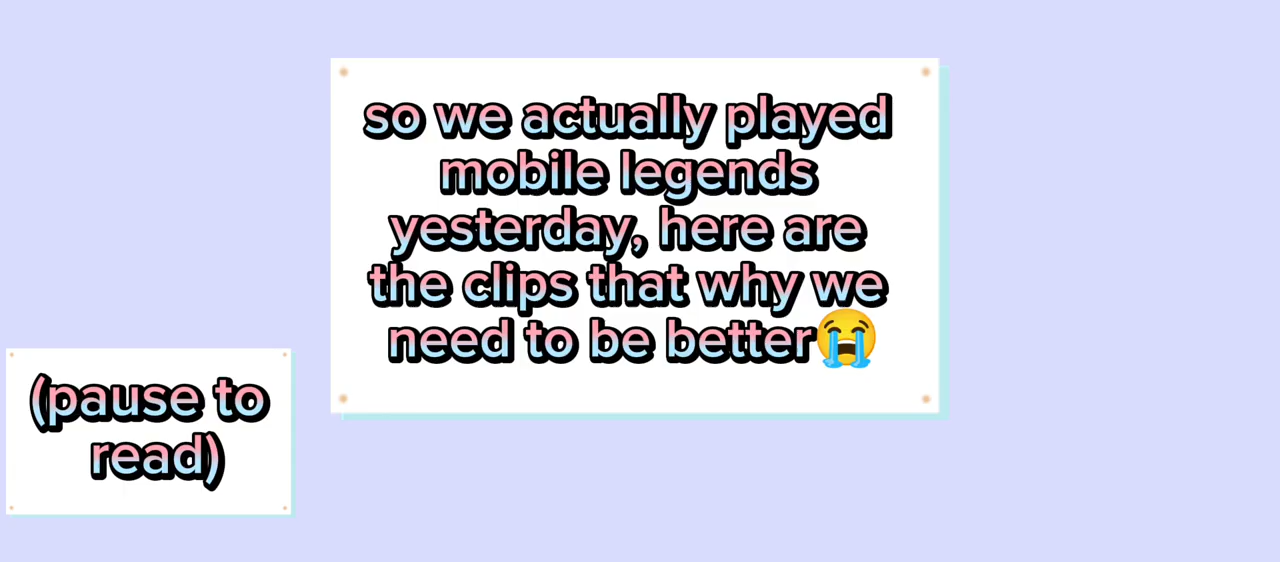 so we actually played
mobile legends
yesterday, here are
the clips that why we
need to be better😭
(pause to
read)